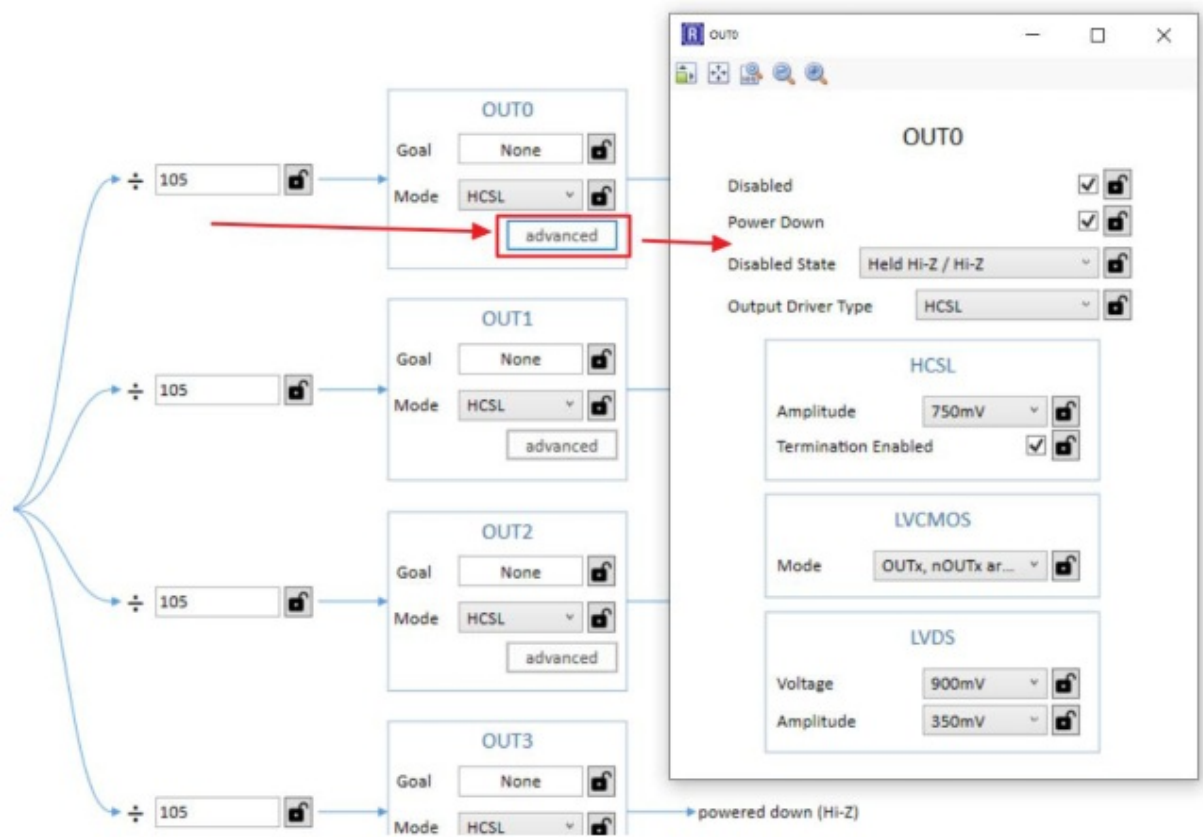 OUT0
Goal None
÷ 105
Mode HCSL
advanced
OUT1
Goal None
÷ 105
Mode HCSL
advanced
OUT2
Goal None
÷ 105
Mode HCSL
advanced
OUT3
Goal None
÷ 105
Mode HCSL
powered down (Hi-Z)
R OUT0
OUT0
Disabled
Power Down
Disabled State Held Hi-Z / Hi-Z
Output Driver Type HCSL
HCSL
Amplitude 750mV
Termination Enabled
LVCMOS
Mode OUTx, nOUTx ar...
LVDS
Voltage 900mV
Amplitude 350mV